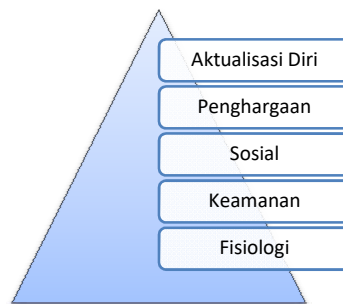 Aktualisasi Diri
Penghargaan
Sosial
Keamanan
Fisiologi